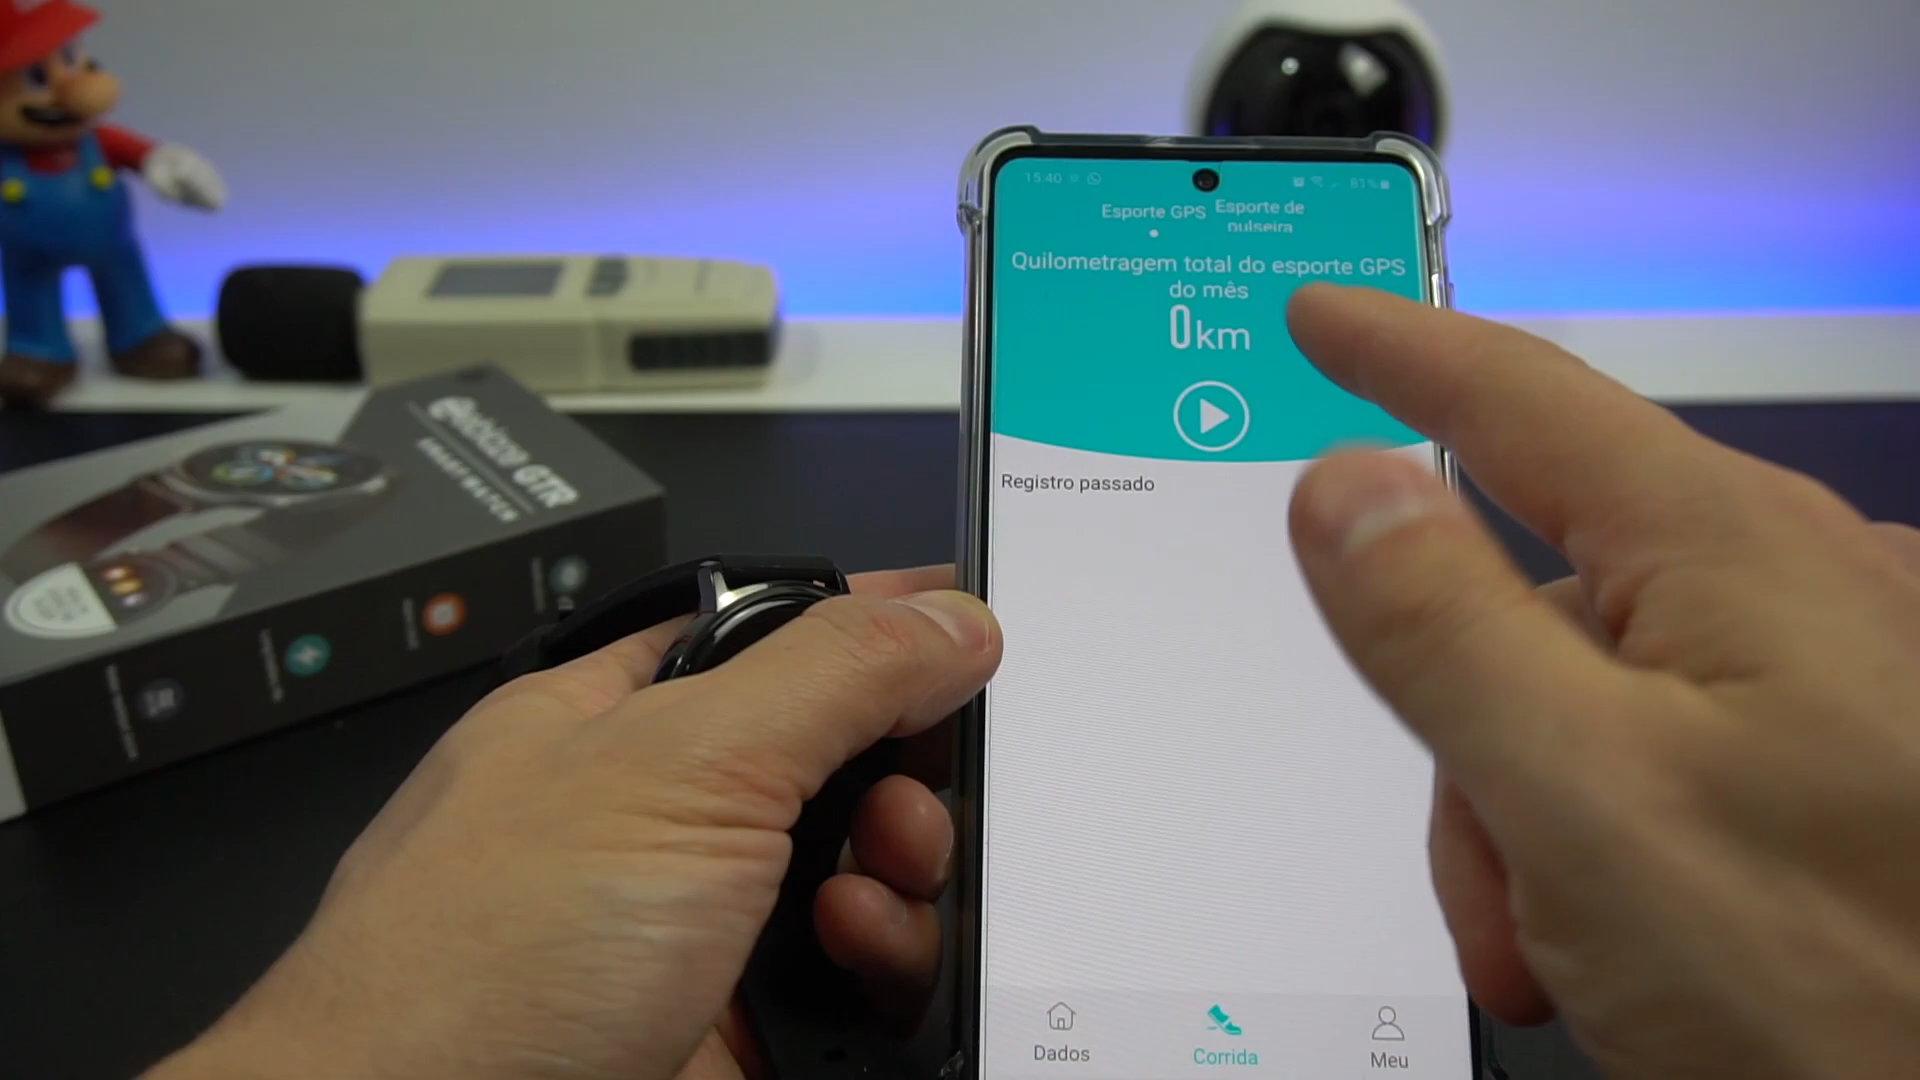 15:40
81%
Esporte GPS
Esporte de
pulseira
Quilometragem total do esporte GPS
do mês
0km
Registro passado
Dados
Corrida
Meu
GTR
SMART WATCH